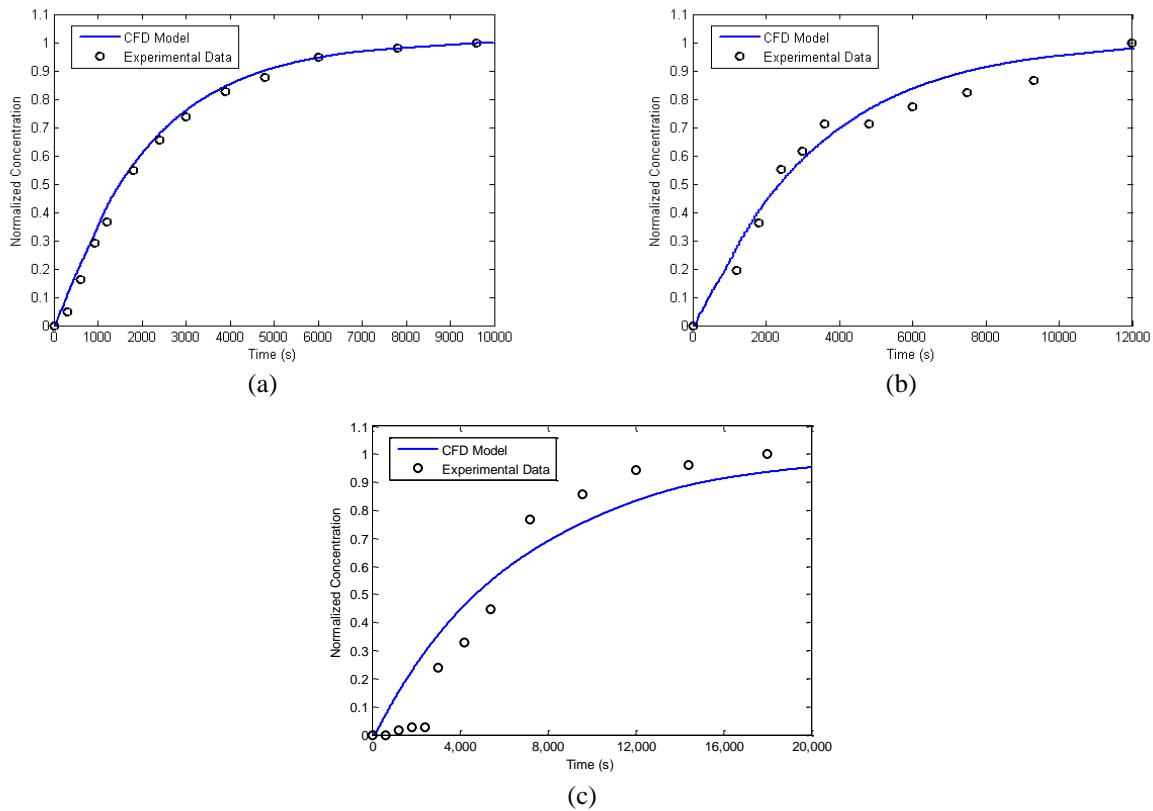 1.1
1
0.9
0.8
0.7
0.6
0.5
0.4
0.3
0.2
0.1
0
Normalized Concentration
CFD Model
Experimental Data
0 1000 2000 3000 4000 5000 6000 7000 8000 9000 10000
Time (s)
(a)
1.1
1
0.9
0.8
0.7
0.6
0.5
0.4
0.3
0.2
0.1
0
Normalized Concentration
CFD Model
Experimental Data
0 2000 4000 6000 8000 10000 12000
Time (s)
(b)
1.1
1
0.9
0.8
0.7
0.6
0.5
0.4
0.3
0.2
0.1
0
Normalized Concentration
CFD Model
Experimental Data
0 4,000 8,000 12,000 16,000 20,000
Time (s)
(c)